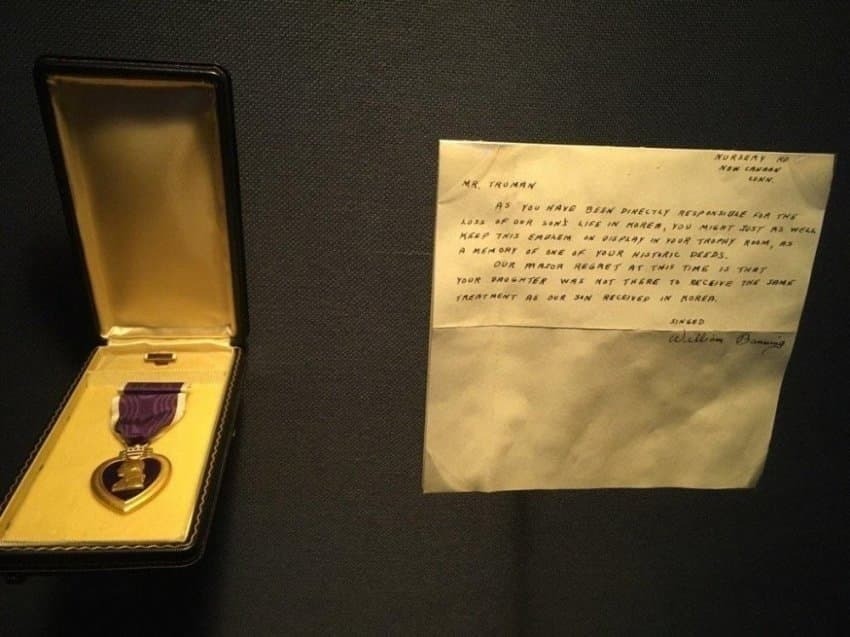 NURSERY RD
NEW CANAAN
CONN.
MR. TRUMAN
AS YOU HAVE BEEN DIRECTLY RESPONSIBLE FOR THE
LOSS OF OUR SON'S LIFE IN KOREA, YOU MIGHT JUST AS WELL
KEEP THIS EMBLEM ON DISPLAY IN YOUR TROPHY ROOM, AS
A MEMORY OF ONE OF YOUR HISTORIC DEEDS.
OUR MAJOR REGRET AT THIS TIME IS THAT
YOUR DAUGHTER WAS NOT THERE TO RECEIVE THE SAME
TREATMENT AS OUR SON RECEIVED IN KOREA.
SINGED
William Banning